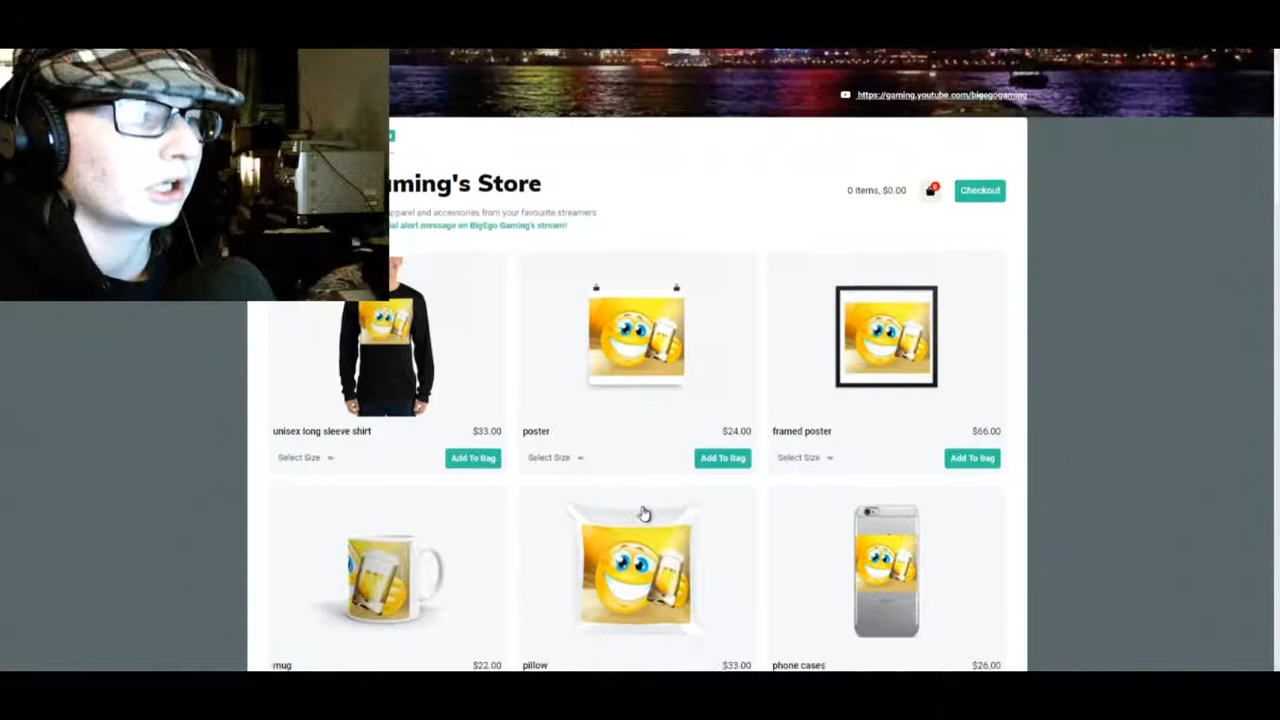 https://gaming.youtube.com/bigegogaming
aming's Store
0 items, $0.00
0
Checkout
apparel and accessories from your favourite streamers
ial alert message on BigEgo Gaming's stream!
unisex long sleeve shirt $33.00
Select Size
Add To Bag
poster $24.00
Select Size
Add To Bag
framed poster $66.00
Select Size
Add To Bag
mug $22.00
pillow $33.00
phone cases $26.00